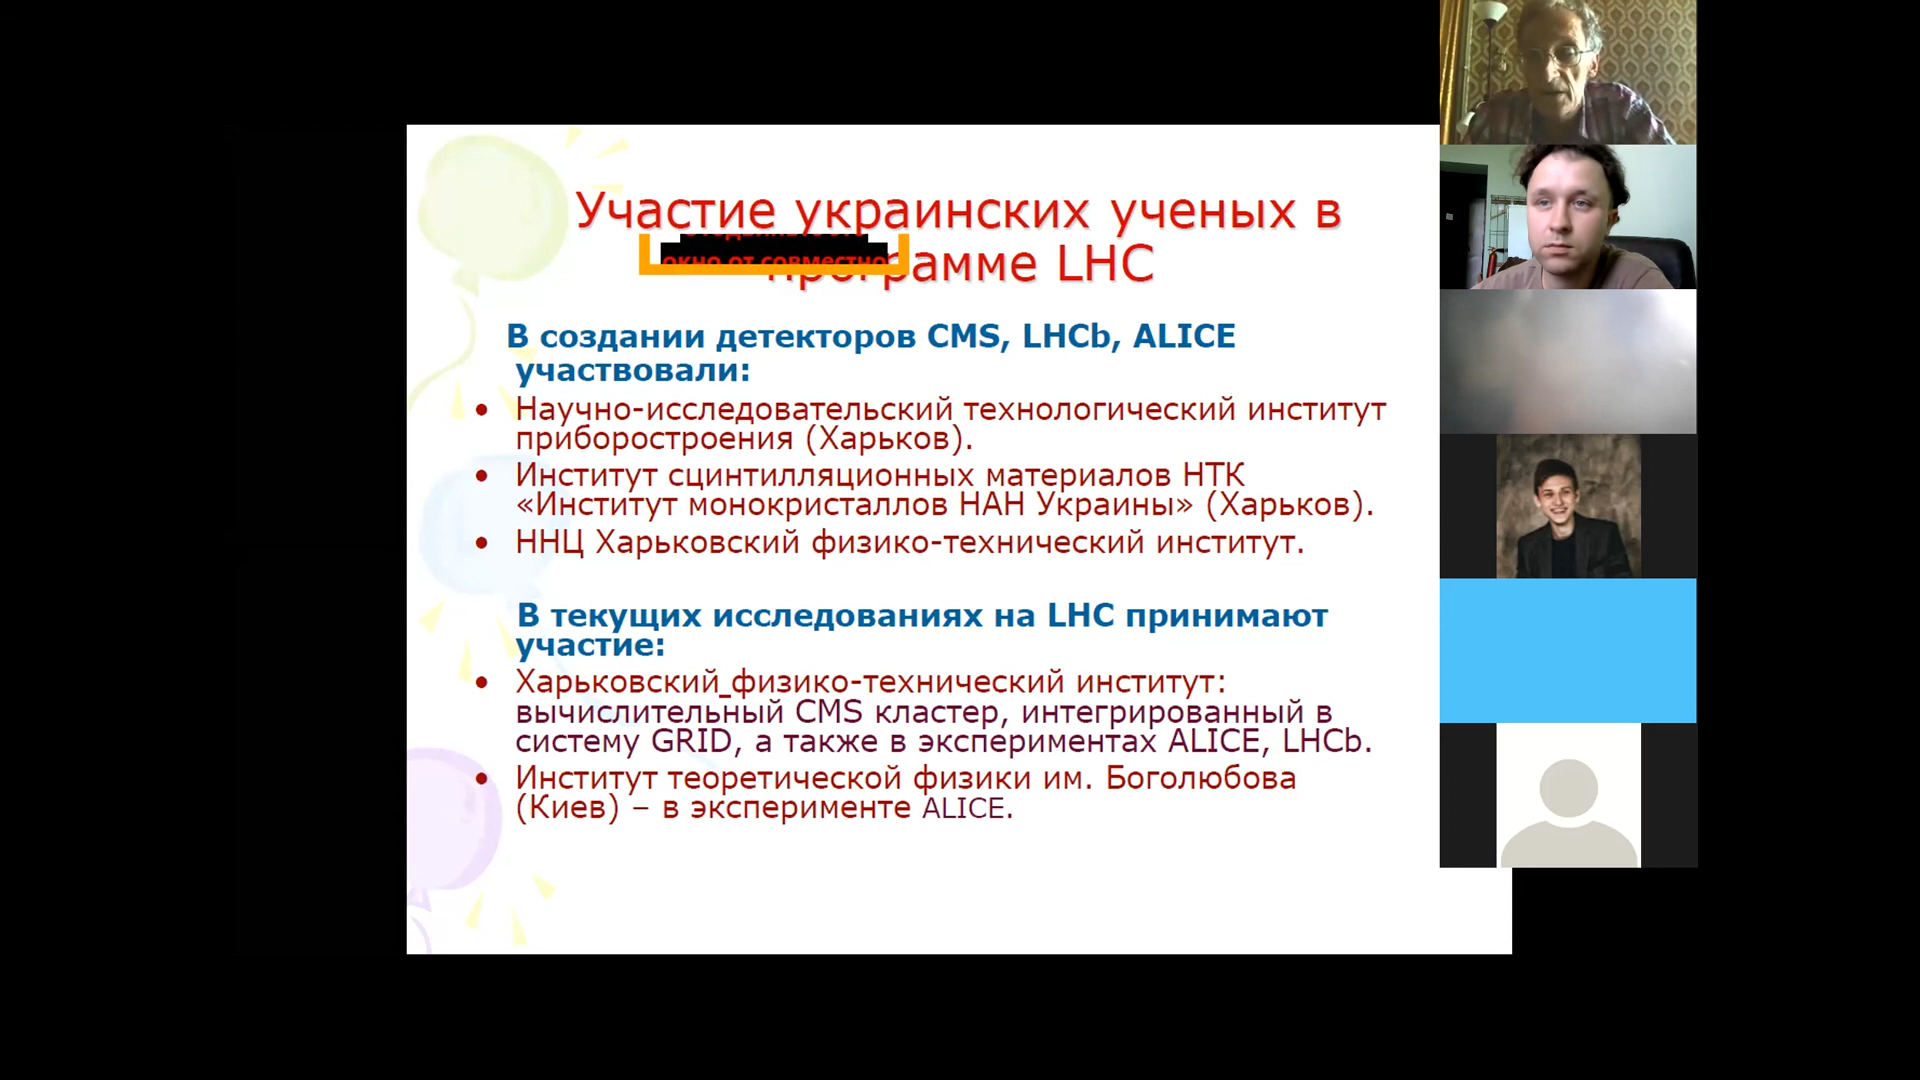 Участие украинских ученых в
программе LHC
окно от совместно
В создании детекторов CMS, LHCb, ALICE
участвовали:
• Научно-исследовательский технологический институт
приборостроения (Харьков).
• Институт сцинтилляционных материалов НТК
«Институт монокристаллов НАН Украины» (Харьков).
• ННЦ Харьковский физико-технический институт.
В текущих исследованиях на LHC принимают
участие:
• Харьковский физико-технический институт:
вычислительный CMS кластер, интегрированный в
систему GRID, а также в экспериментах ALICE, LHCb.
• Институт теоретической физики им. Боголюбова
(Киев) – в эксперименте ALICE.